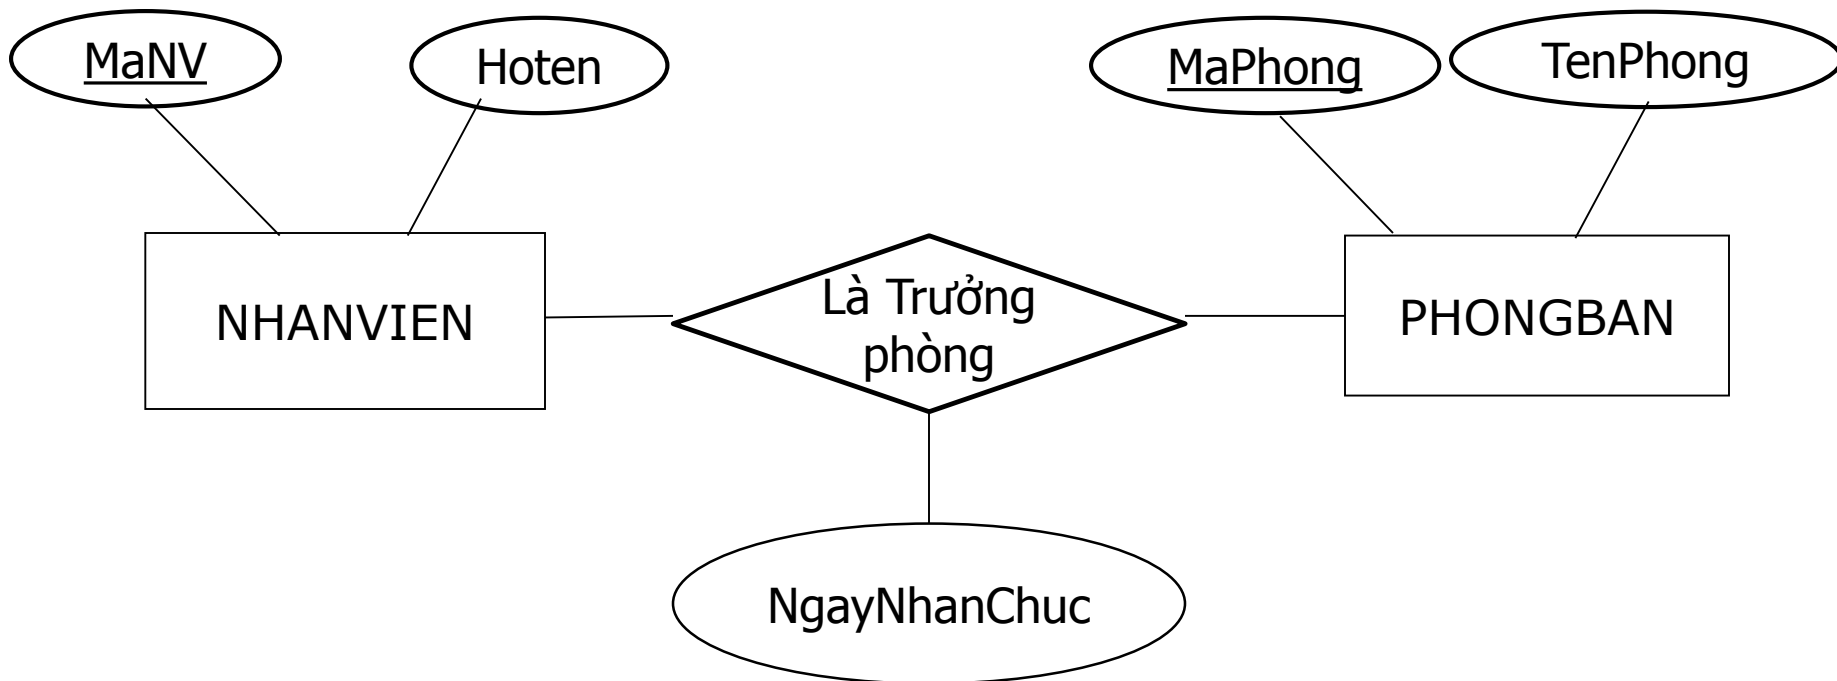 MaNV
Hoten
MaPhong
TenPhong
NHANVIEN
Là Trưởng
phòng
PHONGBAN
NgayNhanChuc